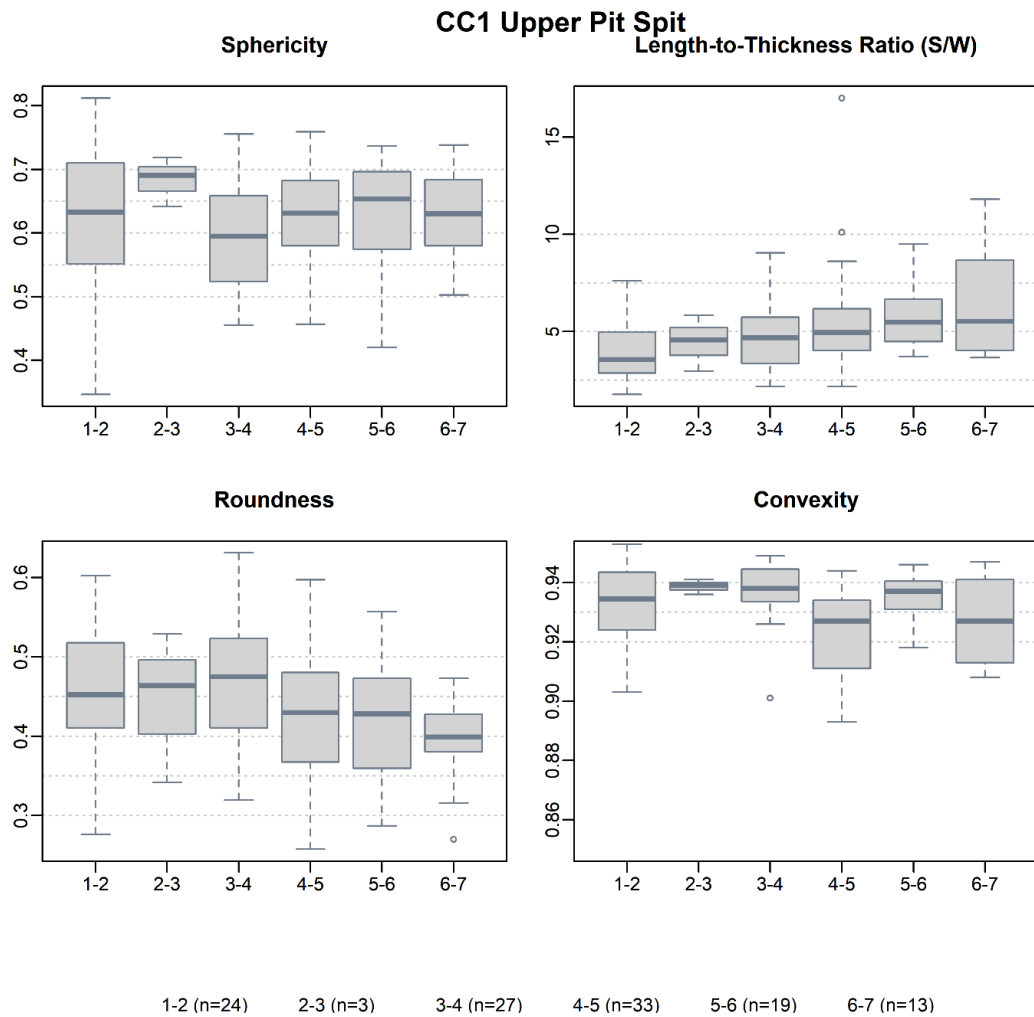 CC1 Upper Pit Spit
Sphericity
Length-to-Thickness Ratio (S/W)
0.8
0.7
0.6
0.5
0.4
1-2 2-3 3-4 4-5 5-6 6-7
15
10
5
1-2 2-3 3-4 4-5 5-6 6-7
Roundness
Convexity
0.6
0.5
0.4
0.3
1-2 2-3 3-4 4-5 5-6 6-7
0.94
0.92
0.90
0.88
0.86
1-2 2-3 3-4 4-5 5-6 6-7
1-2 (n=24) 2-3 (n=3) 3-4 (n=27) 4-5 (n=33) 5-6 (n=19) 6-7 (n=13)